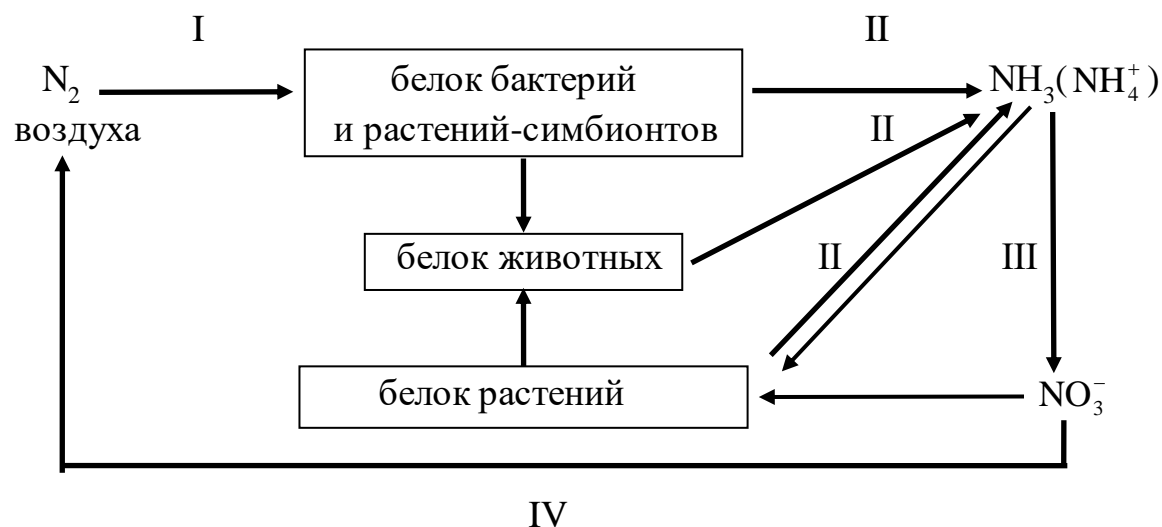 I
II
N₂
воздуха
белок бактерий
и растений-симбионтов
NH₃(NH₄⁺)
II
белок животных
II
III
белок растений
NO₃⁻
IV